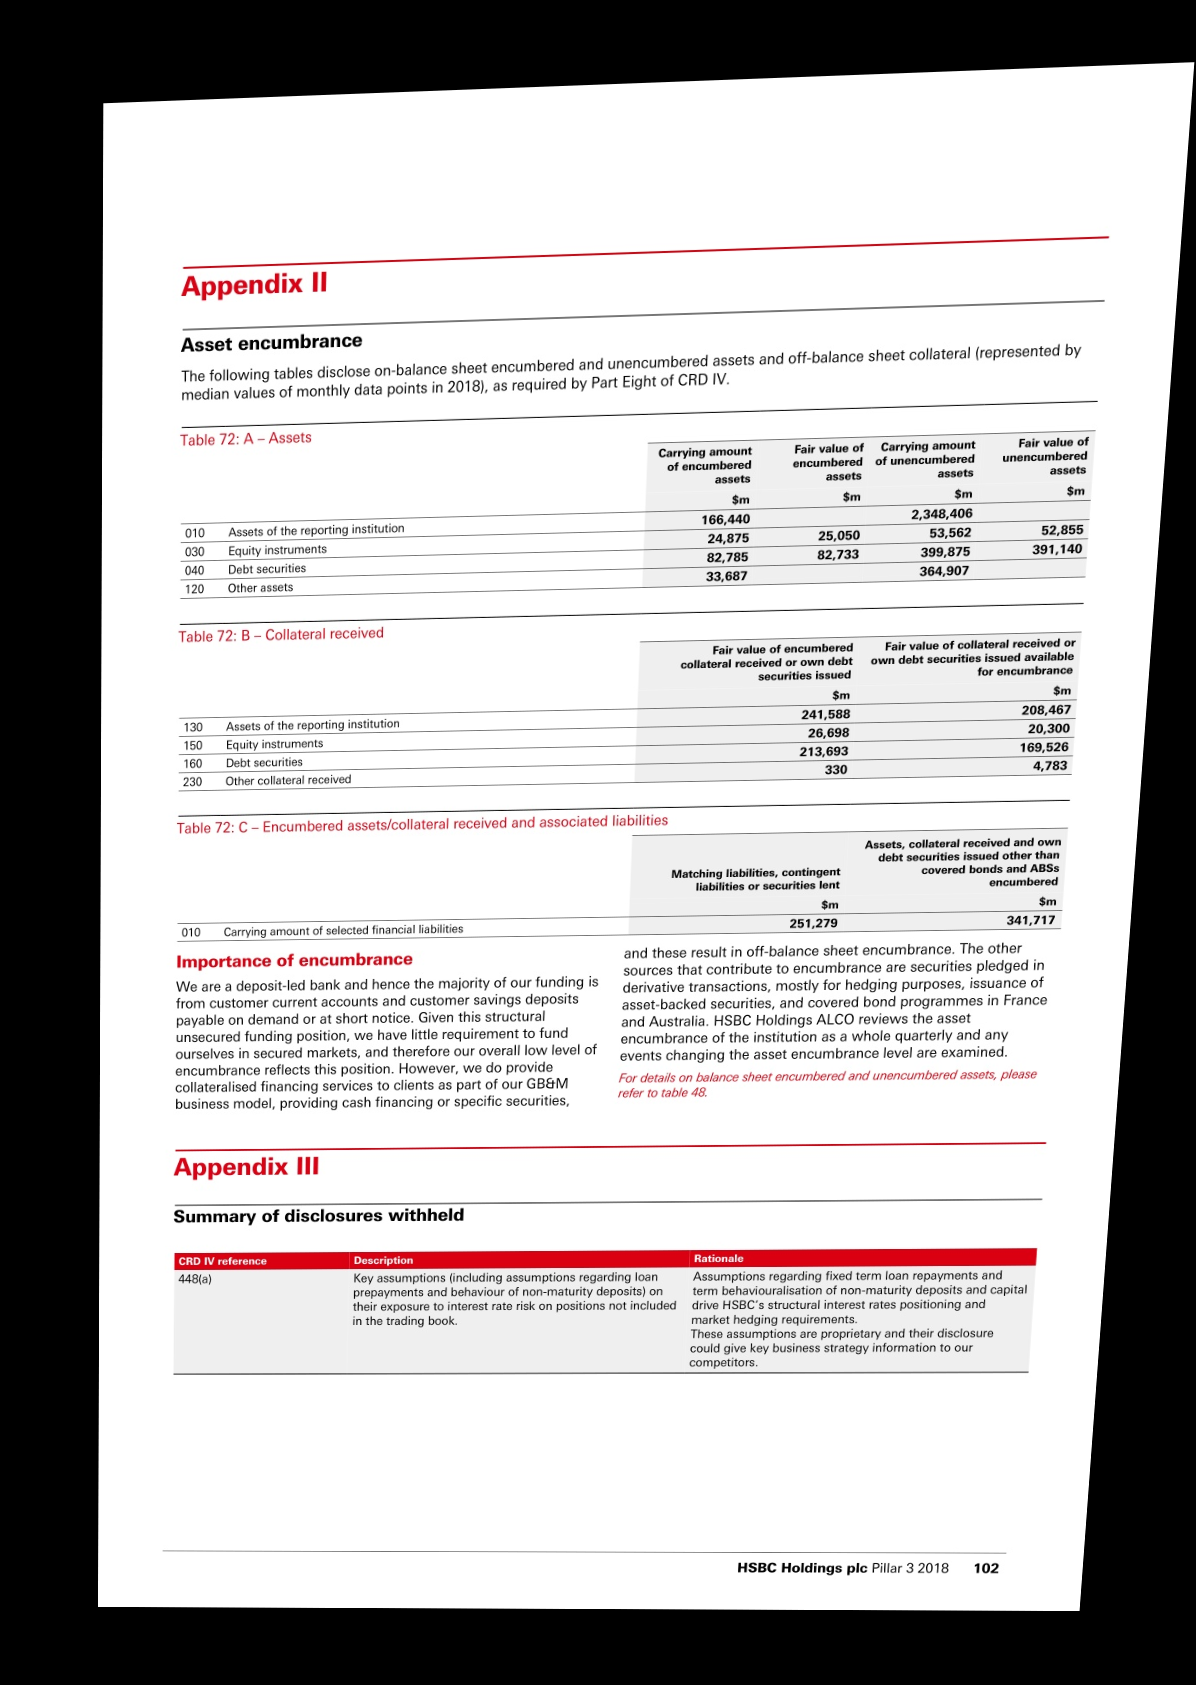 Appendix II
Asset encumbrance
The following tables disclose on-balance sheet encumbered and unencumbered assets and off-balance sheet collateral (represented by
median values of monthly data points in 2018), as required by Part Eight of CRD IV.
Table 72: A – Assets
Carrying amount of encumbered assets Fair value of encumbered assets Carrying amount of unencumbered assets Fair value of unencumbered assets
$m $m $m $m
010 Assets of the reporting institution 166,440 2,348,406
030 Equity instruments 24,875 25,050 53,562 52,855
040 Debt securities 82,785 82,733 399,875 391,140
120 Other assets 33,687 364,907
Table 72: B – Collateral received
Fair value of encumbered collateral received or own debt securities issued Fair value of collateral received or own debt securities issued available for encumbrance
$m $m
130 Assets of the reporting institution 241,588 208,467
150 Equity instruments 26,698 20,300
160 Debt securities 213,693 169,526
230 Other collateral received 330 4,783
Table 72: C – Encumbered assets/collateral received and associated liabilities
Matching liabilities, contingent liabilities or securities lent Assets, collateral received and own debt securities issued other than covered bonds and ABSs encumbered
$m $m
010 Carrying amount of selected financial liabilities 251,279 341,717
Importance of encumbrance
We are a deposit-led bank and hence the majority of our funding is
from customer current accounts and customer savings deposits
payable on demand or at short notice. Given this structural
unsecured funding position, we have little requirement to fund
ourselves in secured markets, and therefore our overall low level of
encumbrance reflects this position. However, we do provide
collateralised financing services to clients as part of our GB&M
business model, providing cash financing or specific securities,
and these result in off-balance sheet encumbrance. The other
sources that contribute to encumbrance are securities pledged in
derivative transactions, mostly for hedging purposes, issuance of
asset-backed securities, and covered bond programmes in France
and Australia. HSBC Holdings ALCO reviews the asset
encumbrance of the institution as a whole quarterly and any
events changing the asset encumbrance level are examined.
For details on balance sheet encumbered and unencumbered assets, please
refer to table 48.
Appendix III
Summary of disclosures withheld
CRD IV reference Description Rationale
448(a)
Key assumptions (including assumptions regarding loan
prepayments and behaviour of non-maturity deposits) on
their exposure to interest rate risk on positions not included
in the trading book.
Assumptions regarding fixed term loan repayments and
term behaviouralisation of non-maturity deposits and capital
drive HSBC's structural interest rates positioning and
market hedging requirements.
These assumptions are proprietary and their disclosure
could give key business strategy information to our
competitors.
HSBC Holdings plc Pillar 3 2018 102